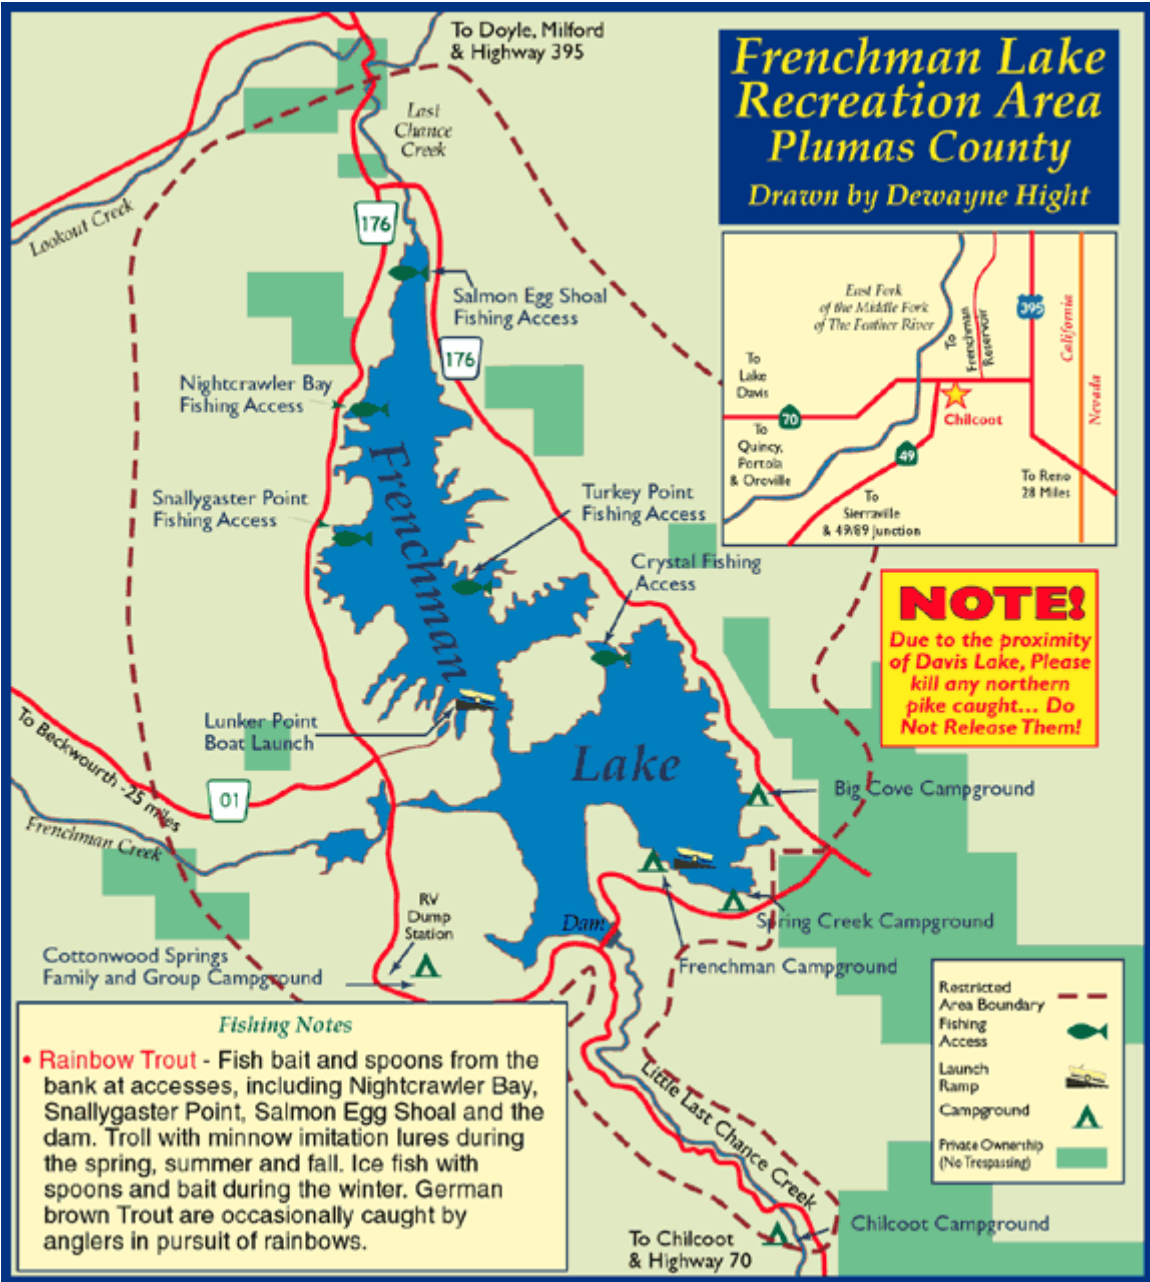 To Doyle, Milford
& Highway 395
Frenchman Lake
Recreation Area
Plumas County
Drawn by Dewayne Hight
Last
Chance
Creek
Lookout Creek
176
Salmon Egg Shoal
Fishing Access
176
Nightcrawler Bay
Fishing Access
Snallygaster Point
Fishing Access
Turkey Point
Fishing Access
Crystal Fishing
Access
Frenchman
Lake
Lunker Point
Boat Launch
To Beckwourth -25 miles
01
Frenchman Creek
RV
Dump
Station
Cottonwood Springs
Family and Group Campground
Dam
Big Cove Campground
Spring Creek Campground
Frenchman Campground
Little Last Chance Creek
Chilcoot Campground
To Chilcoot
& Highway 70
East Fork
of the Middle Fork
of The Feather River
To
Frenchman
Reservoir
395
California
Nevada
To
Lake
Davis
70
Chilcoot
To
Quincy,
Portola
& Oroville
49
To
Sierraville
& 49/89 Junction
To Reno
28 Miles
NOTE!
Due to the proximity
of Davis Lake, Please
kill any northern
pike caught... Do
Not Release Them!
Restricted
Area Boundary
Fishing
Access
Launch
Ramp
Campground
Private Ownership
(No Trespassing)
Fishing Notes
• Rainbow Trout - Fish bait and spoons from the
bank at accesses, including Nightcrawler Bay,
Snallygaster Point, Salmon Egg Shoal and the
dam. Troll with minnow imitation lures during
the spring, summer and fall. Ice fish with
spoons and bait during the winter. German
brown Trout are occasionally caught by
anglers in pursuit of rainbows.